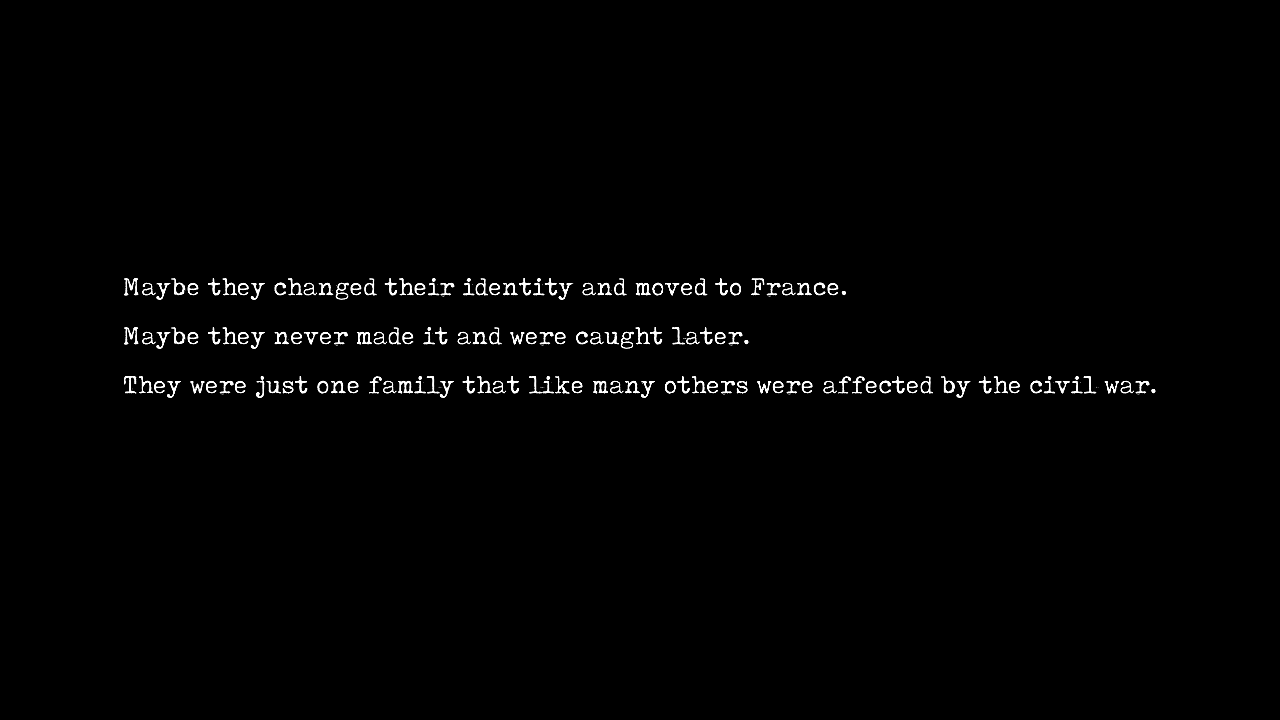 Maybe they changed their identity and moved to France.
Maybe they never made it and were caught later.
They were just one family that like many others were affected by the civil war.